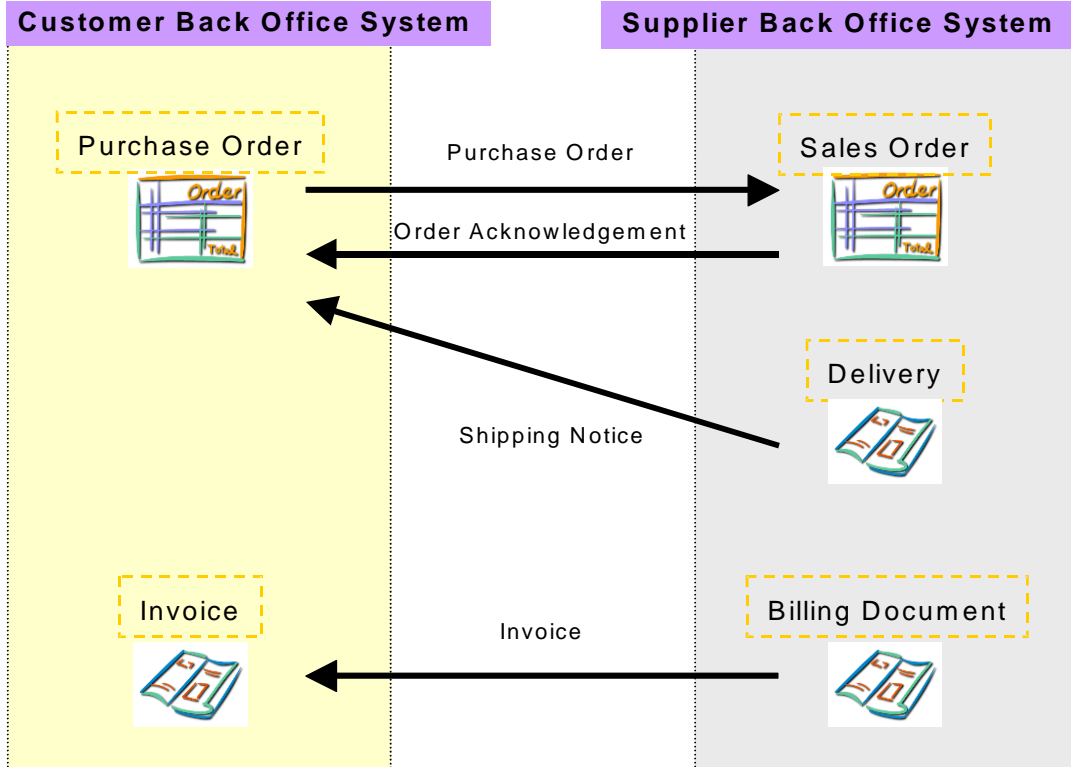 Customer Back Office System
Supplier Back Office System
Purchase Order
Purchase Order
Sales Order
Order
Total
Order
Total
Order Acknowledgement
Delivery
Shipping Notice
Invoice
Invoice
Billing Document